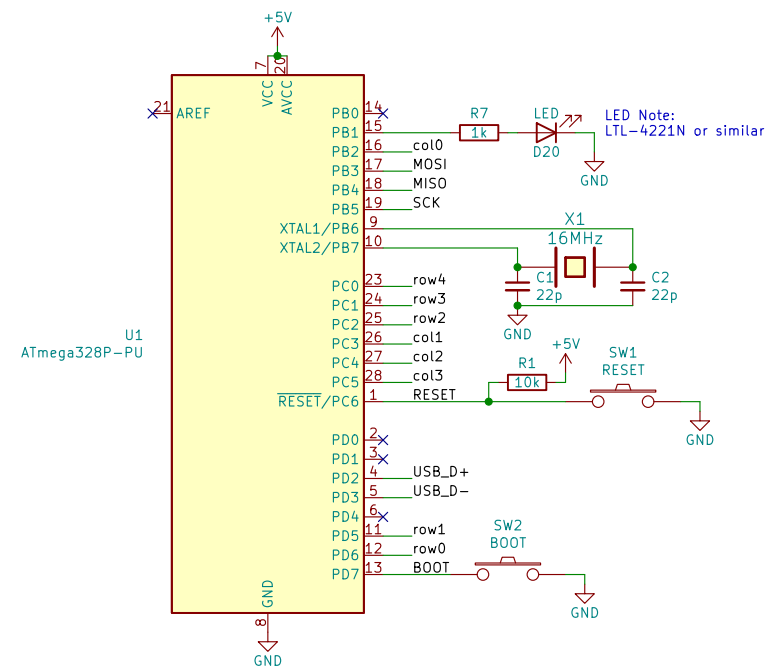 +5V
7
20
VCC
AVCC
21
AREF
PB0
14
PB1
15
R7
1k
LED
D20
LED Note:
LTL-4221N or similar
GND
PB2
16
col0
PB3
17
MOSI
PB4
18
MISO
PB5
19
SCK
XTAL1/PB6
9
XTAL2/PB7
10
X1
16MHz
C1
22p
C2
22p
GND
PC0
23
row4
PC1
24
row3
PC2
25
row2
PC3
26
col1
PC4
27
col2
PC5
28
col3
RESET/PC6
1
RESET
U1
ATmega328P-PU
R1
10k
+5V
SW1
RESET
GND
PD0
2
PD1
3
PD2
4
USB_D+
PD3
5
USB_D-
PD4
6
PD5
11
row1
PD6
12
row0
PD7
13
BOOT
SW2
BOOT
GND
GND
8
GND